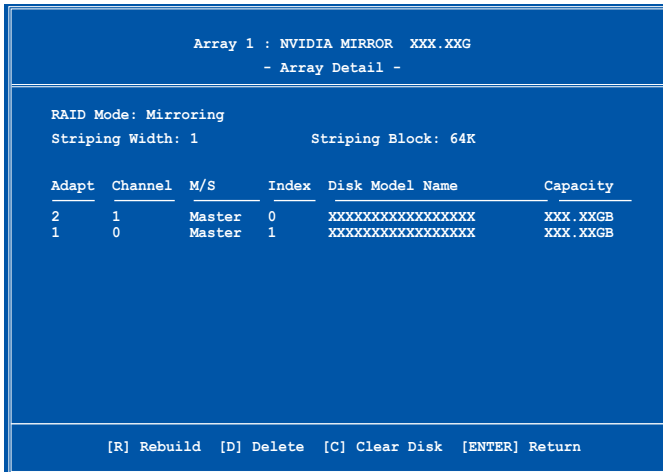 Array 1 : NVIDIA MIRROR XXX.XXG
- Array Detail -
RAID Mode: Mirroring
Striping Width: 1 Striping Block: 64K
Adapt Channel M/S Index Disk Model Name Capacity
2 1 Master 0 XXXXXXXXXXXXXXXXX XXX.XXGB
1 0 Master 1 XXXXXXXXXXXXXXXXX XXX.XXGB
[R] Rebuild [D] Delete [C] Clear Disk [ENTER] Return